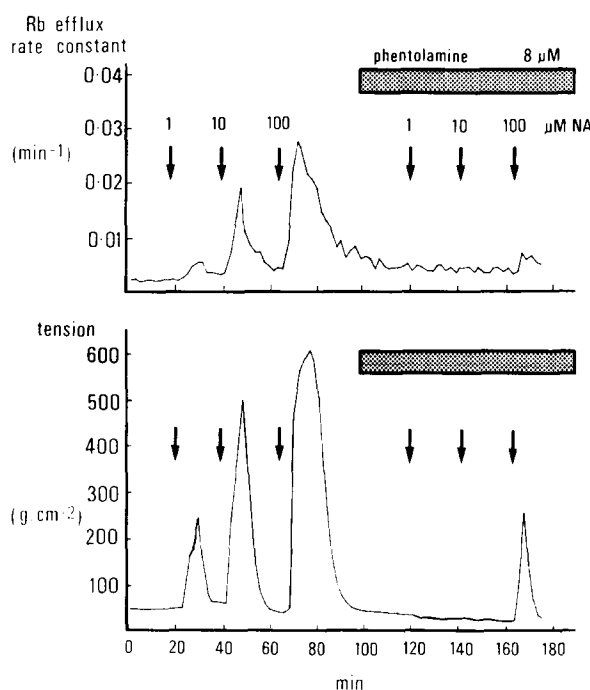 Rb efflux
rate constant
phentolamine 8 µM
0·04
0·03
1 10 100 1 10 100 µM NA
(min-1)
0·02
0·01
tension
600
500
400
300
(g.cm-2)
200
100
0 20 40 60 80 100 120 140 160 180
min